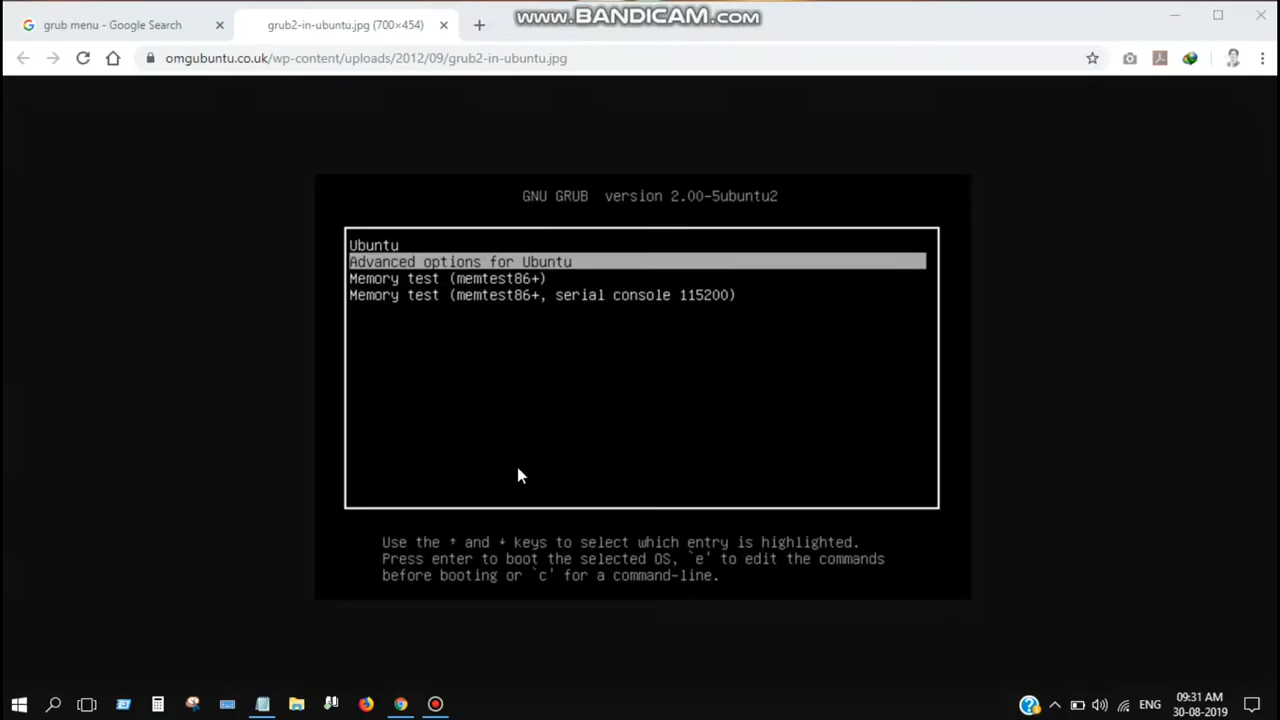 www.BANDICAM.com
grub menu - Google Search
grub2-in-ubuntu.jpg (700×454)
omgubuntu.co.uk/wp-content/uploads/2012/09/grub2-in-ubuntu.jpg
GNU GRUB version 2.00-5ubuntu2
Ubuntu
Advanced options for Ubuntu
Memory test (memtest86+)
Memory test (memtest86+, serial console 115200)
Use the ↑ and ↓ keys to select which entry is highlighted.
Press enter to boot the selected OS, `e' to edit the commands
before booting or `c' for a command-line.
ENG
09:31 AM
30-08-2019